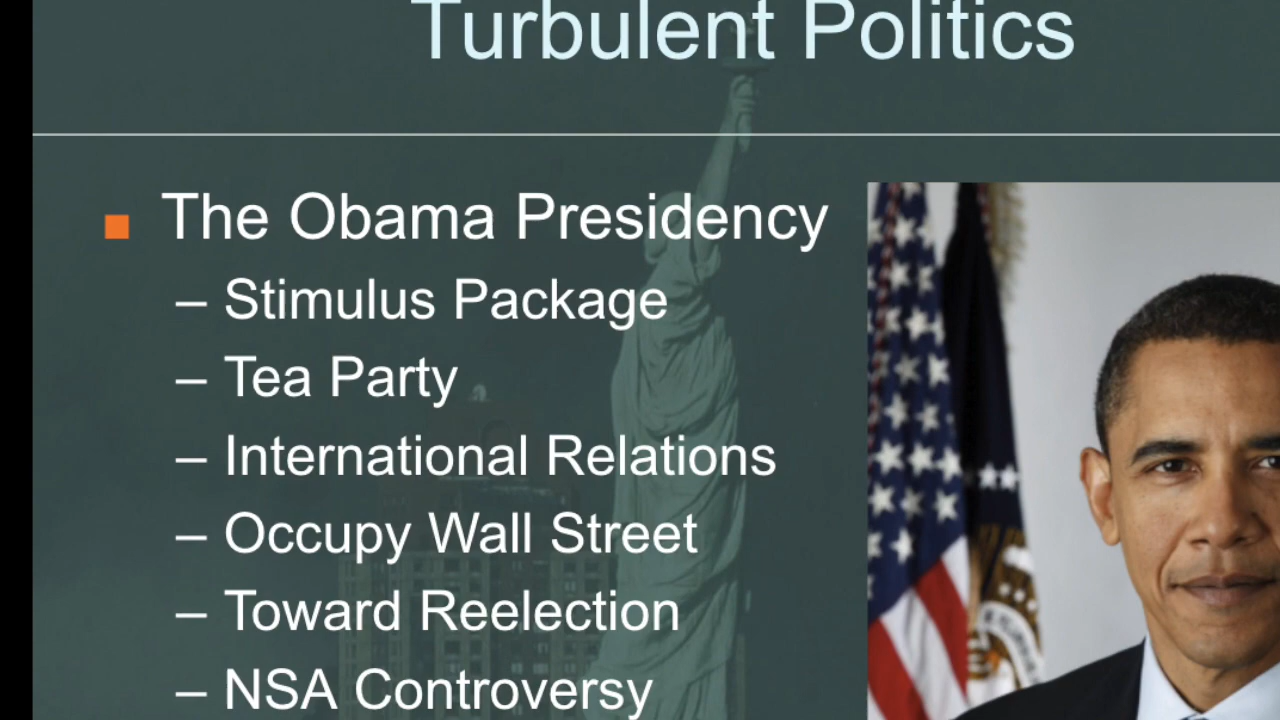 Turbulent Politics
The Obama Presidency
– Stimulus Package
– Tea Party
– International Relations
– Occupy Wall Street
– Toward Reelection
– NSA Controversy